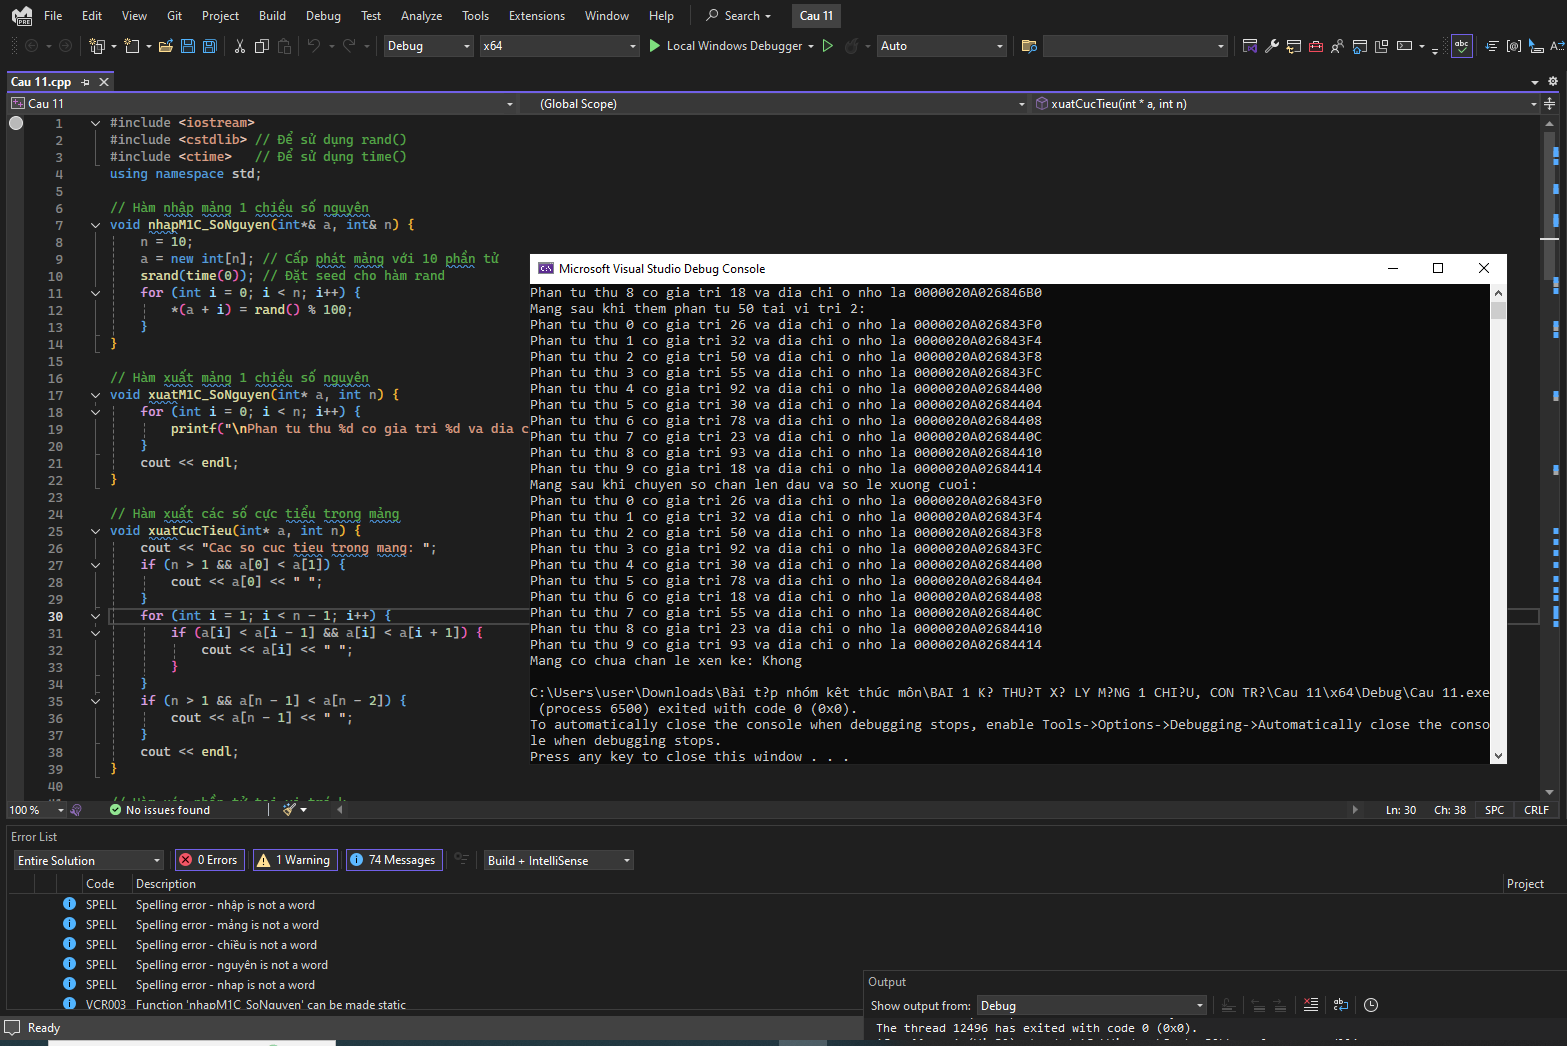 File Edit View Git Project Build Debug Test Analyze Tools Extensions Window Help Search Cau 11
PRE
Debug x64 Local Windows Debugger Auto
Cau 11.cpp
Cau 11 (Global Scope) xuatCucTieu(int * a, int n)
1 #include <iostream>
2 #include <cstdlib> // Để sử dụng rand()
3 #include <ctime> // Để sử dụng time()
4 using namespace std;
5
6 // Hàm nhập mảng 1 chiều số nguyên
7 void nhapM1C_SoNguyen(int*& a, int& n) {
8 n = 10;
9 a = new int[n]; // Cấp phát mảng với 10 phần tử
10 srand(time(0)); // Đặt seed cho hàm rand
11 for (int i = 0; i < n; i++) {
12 *(a + i) = rand() % 100;
13 }
14 }
15
16 // Hàm xuất mảng 1 chiều số nguyên
17 void xuatM1C_SoNguyen(int* a, int n) {
18 for (int i = 0; i < n; i++) {
19 printf("\nPhan tu thu %d co gia tri %d va dia c
20 }
21 cout << endl;
22 }
23
24 // Hàm xuất các số cực tiểu trong mảng
25 void xuatCucTieu(int* a, int n) {
26 cout << "Cac so cuc tieu trong mang: ";
27 if (n > 1 && a[0] < a[1]) {
28 cout << a[0] << " ";
29 }
30 for (int i = 1; i < n - 1; i++) {
31 if (a[i] < a[i - 1] && a[i] < a[i + 1]) {
32 cout << a[i] << " ";
33 }
34 }
35 if (n > 1 && a[n - 1] < a[n - 2]) {
36 cout << a[n - 1] << " ";
37 }
38 cout << endl;
39 }
40
Microsoft Visual Studio Debug Console
Phan tu thu 8 co gia tri 18 va dia chi o nho la 0000020A026846B0
Mang sau khi them phan tu 50 tai vi tri 2:
Phan tu thu 0 co gia tri 26 va dia chi o nho la 0000020A026843F0
Phan tu thu 1 co gia tri 32 va dia chi o nho la 0000020A026843F4
Phan tu thu 2 co gia tri 50 va dia chi o nho la 0000020A026843F8
Phan tu thu 3 co gia tri 55 va dia chi o nho la 0000020A026843FC
Phan tu thu 4 co gia tri 92 va dia chi o nho la 0000020A02684400
Phan tu thu 5 co gia tri 30 va dia chi o nho la 0000020A02684404
Phan tu thu 6 co gia tri 78 va dia chi o nho la 0000020A02684408
Phan tu thu 7 co gia tri 23 va dia chi o nho la 0000020A0268440C
Phan tu thu 8 co gia tri 93 va dia chi o nho la 0000020A02684410
Phan tu thu 9 co gia tri 18 va dia chi o nho la 0000020A02684414
Mang sau khi chuyen so chan len dau va so le xuong cuoi:
Phan tu thu 0 co gia tri 26 va dia chi o nho la 0000020A026843F0
Phan tu thu 1 co gia tri 32 va dia chi o nho la 0000020A026843F4
Phan tu thu 2 co gia tri 50 va dia chi o nho la 0000020A026843F8
Phan tu thu 3 co gia tri 92 va dia chi o nho la 0000020A026843FC
Phan tu thu 4 co gia tri 30 va dia chi o nho la 0000020A02684400
Phan tu thu 5 co gia tri 78 va dia chi o nho la 0000020A02684404
Phan tu thu 6 co gia tri 18 va dia chi o nho la 0000020A02684408
Phan tu thu 7 co gia tri 55 va dia chi o nho la 0000020A0268440C
Phan tu thu 8 co gia tri 23 va dia chi o nho la 0000020A02684410
Phan tu thu 9 co gia tri 93 va dia chi o nho la 0000020A02684414
Mang co chua chan le xen ke: Khong
C:\Users\user\Downloads\Bài t?p nhóm kêt thúc môn\BAI 1 K? THU?T X? LY M?NG 1 CHI?U, CON TR?\Cau 11\x64\Debug\Cau 11.exe
(process 6500) exited with code 0 (0x0).
To automatically close the console when debugging stops, enable Tools->Options->Debugging->Automatically close the conso
le when debugging stops.
Press any key to close this window . . .
100 % No issues found Ln: 30 Ch: 38 SPC CRLF
Error List
Entire Solution 0 Errors 1 Warning 74 Messages Build + IntelliSense
Code Description Project
SPELL Spelling error - nhập is not a word
SPELL Spelling error - mảng is not a word
SPELL Spelling error - chiều is not a word
SPELL Spelling error - nguyên is not a word
SPELL Spelling error - nhap is not a word
VCR003 Function 'nhapM1C_SoNguyen' can be made static
Output
Show output from: Debug
The thread 12496 has exited with code 0 (0x0).
Ready